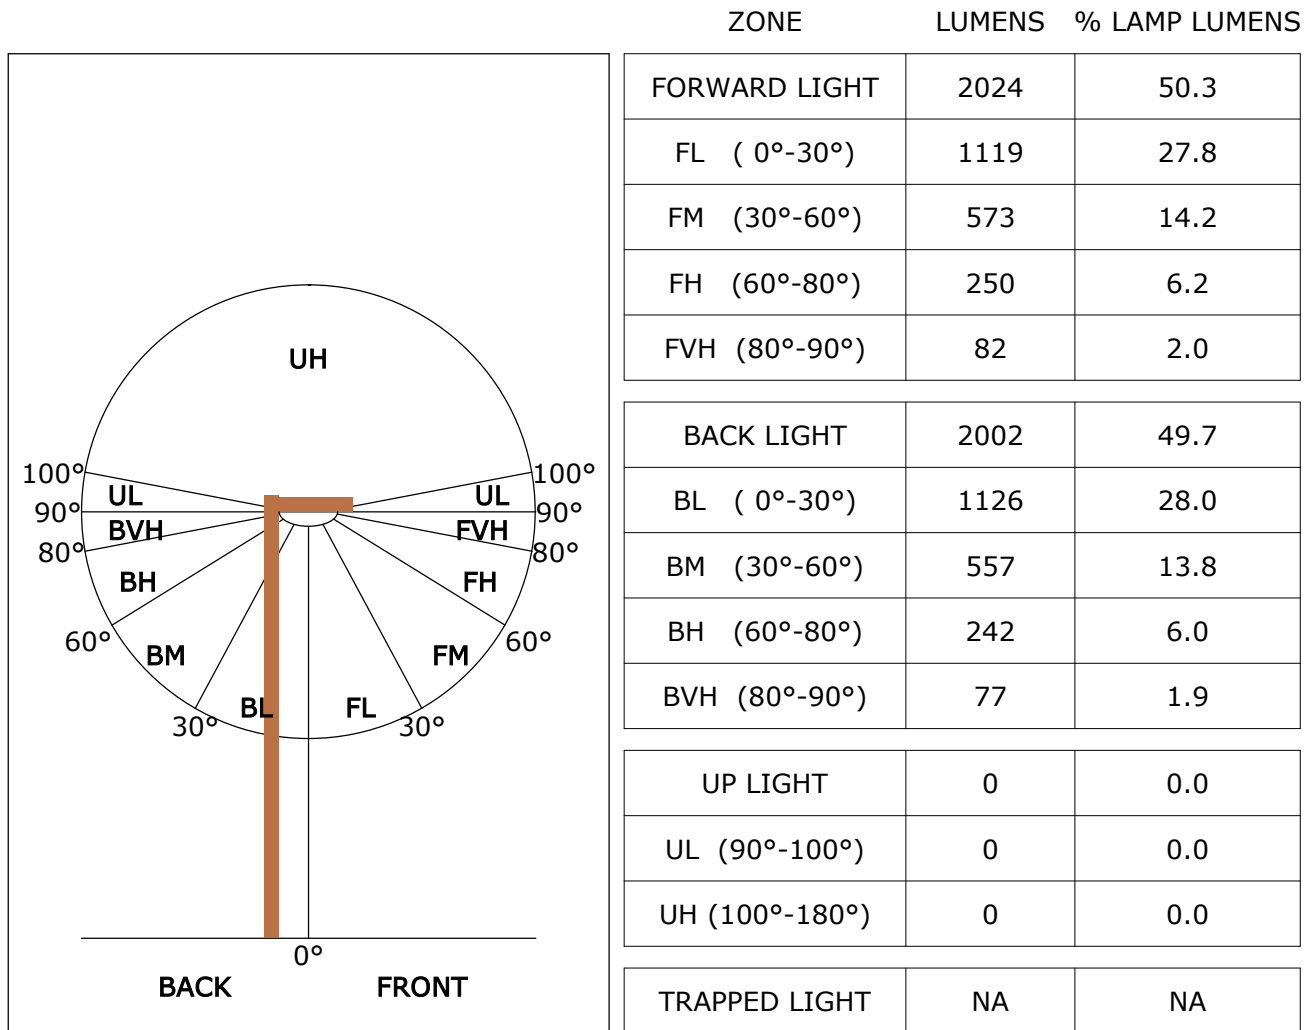 ZONE LUMENS % LAMP LUMENS
FORWARD LIGHT 2024 50.3
FL ( 0°-30°) 1119 27.8
FM (30°-60°) 573 14.2
FH (60°-80°) 250 6.2
FVH (80°-90°) 82 2.0
BACK LIGHT 2002 49.7
BL ( 0°-30°) 1126 28.0
BM (30°-60°) 557 13.8
BH (60°-80°) 242 6.0
BVH (80°-90°) 77 1.9
UP LIGHT 0 0.0
UL (90°-100°) 0 0.0
UH (100°-180°) 0 0.0
TRAPPED LIGHT NA NA
UH
100° 100°
UL UL
90° 90°
BVH FVH
80° 80°
BH FH
60° 60°
BM FM
BL FL
30° 30°
0°
BACK FRONT